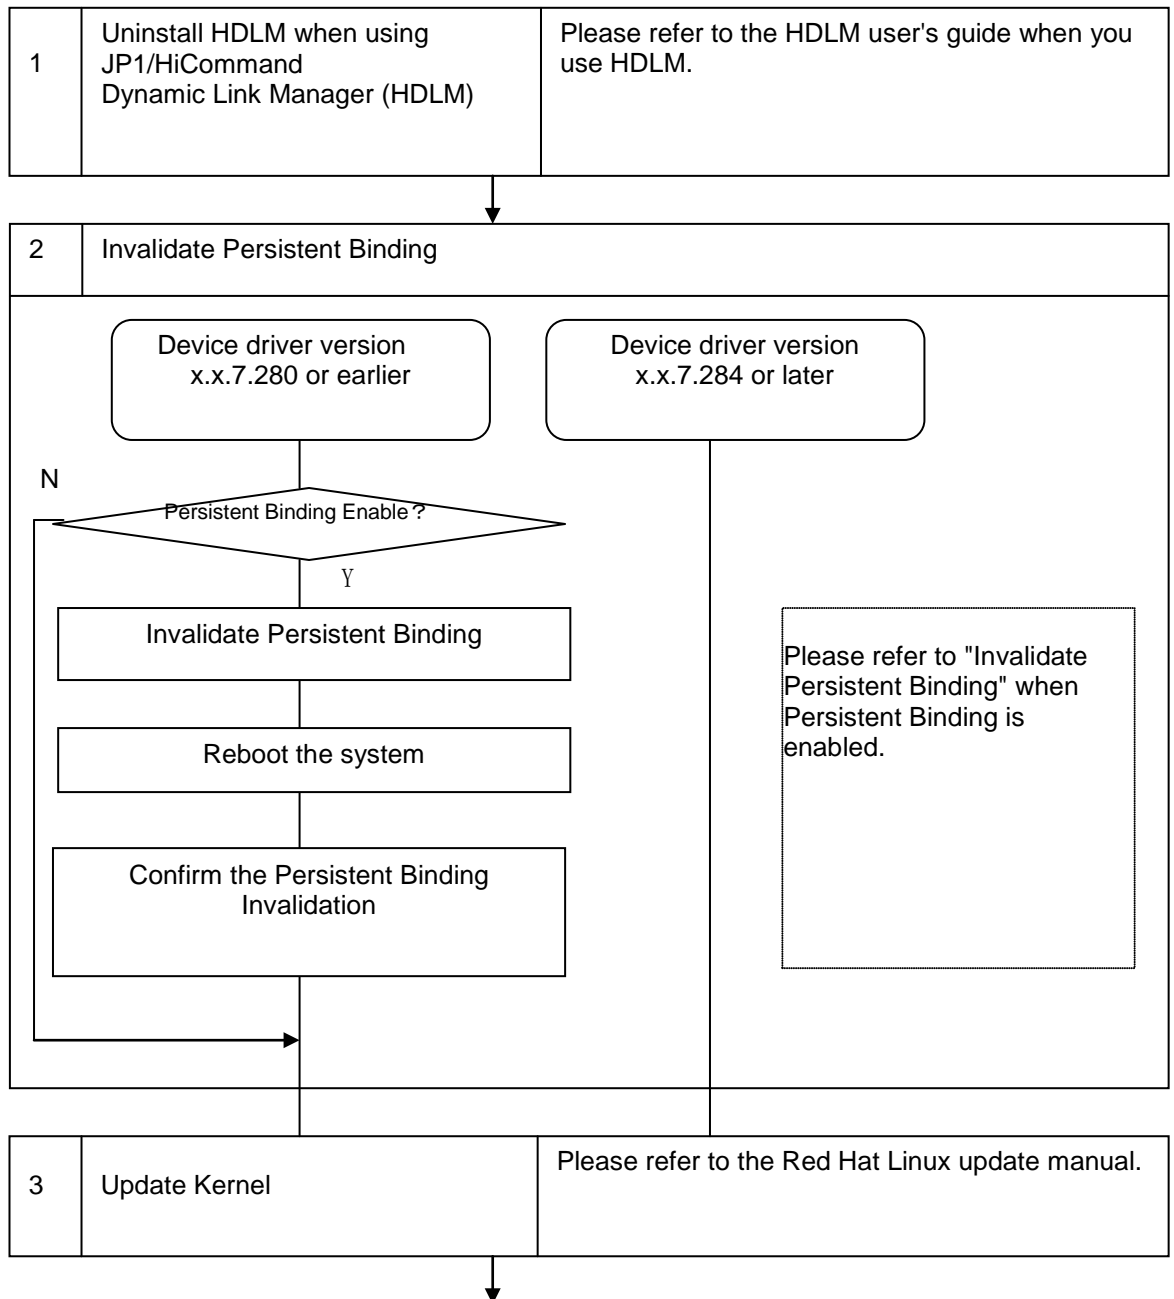 1
Uninstall HDLM when using
JP1/HiCommand
Dynamic Link Manager (HDLM)
Please refer to the HDLM user's guide when you
use HDLM.
2
Invalidate Persistent Binding
Device driver version
x.x.7.280 or earlier
Device driver version
x.x.7.284 or later
N
Persistent Binding Enable？
Y
Invalidate Persistent Binding
Reboot the system
Confirm the Persistent Binding
Invalidation
Please refer to "Invalidate
Persistent Binding" when
Persistent Binding is
enabled.
3
Update Kernel
Please refer to the Red Hat Linux update manual.